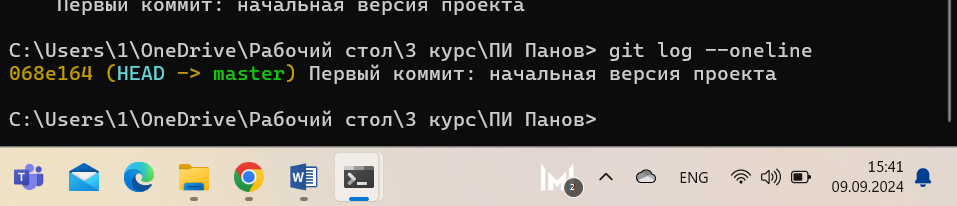 Первый коммит: начальная версия проекта
C:\Users\1\OneDrive\Рабочий стол\3 курс\ПИ Панов> git log --oneline
068e164 (HEAD -> master) Первый коммит: начальная версия проекта
C:\Users\1\OneDrive\Рабочий стол\3 курс\ПИ Панов>
2
ENG
15:41
09.09.2024